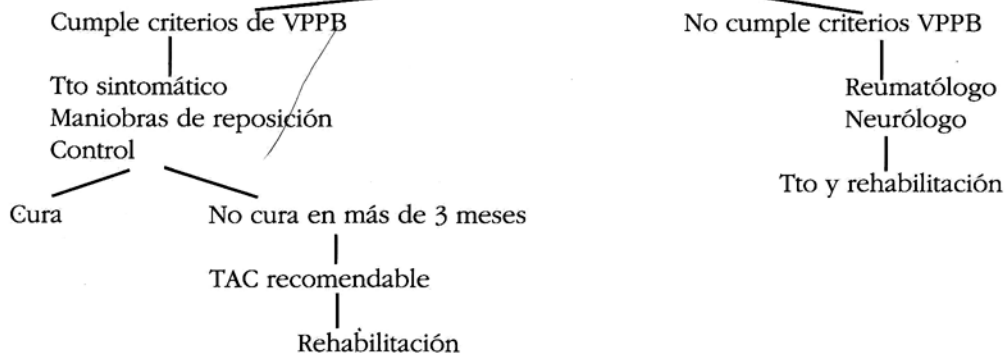 Cumple criterios de VPPB
No cumple criterios VPPB
Tto sintomático
Maniobras de reposición
Control
Reumatólogo
Neurólogo
Tto y rehabilitación
Cura
No cura en más de 3 meses
TAC recomendable
Rehabilitación